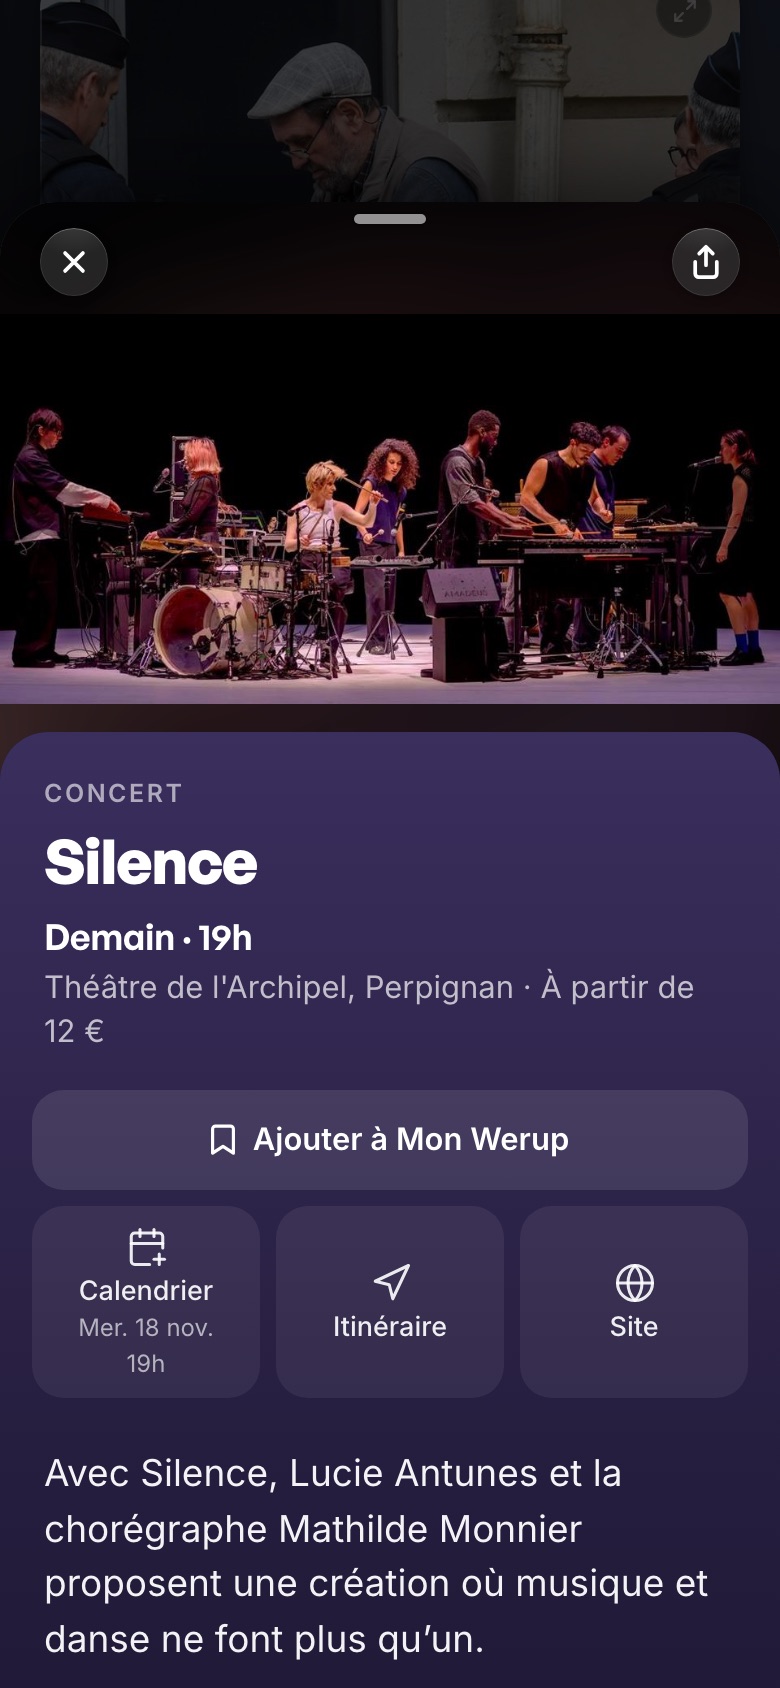 AMADEUS
CONCERT
Silence
Demain · 19h
Théâtre de l'Archipel, Perpignan · À partir de
12 €
Ajouter à Mon Werup
Calendrier
Mer. 18 nov.
19h
Itinéraire
Site
Avec Silence, Lucie Antunes et la
chorégraphe Mathilde Monnier
proposent une création où musique et
danse ne font plus qu’un.